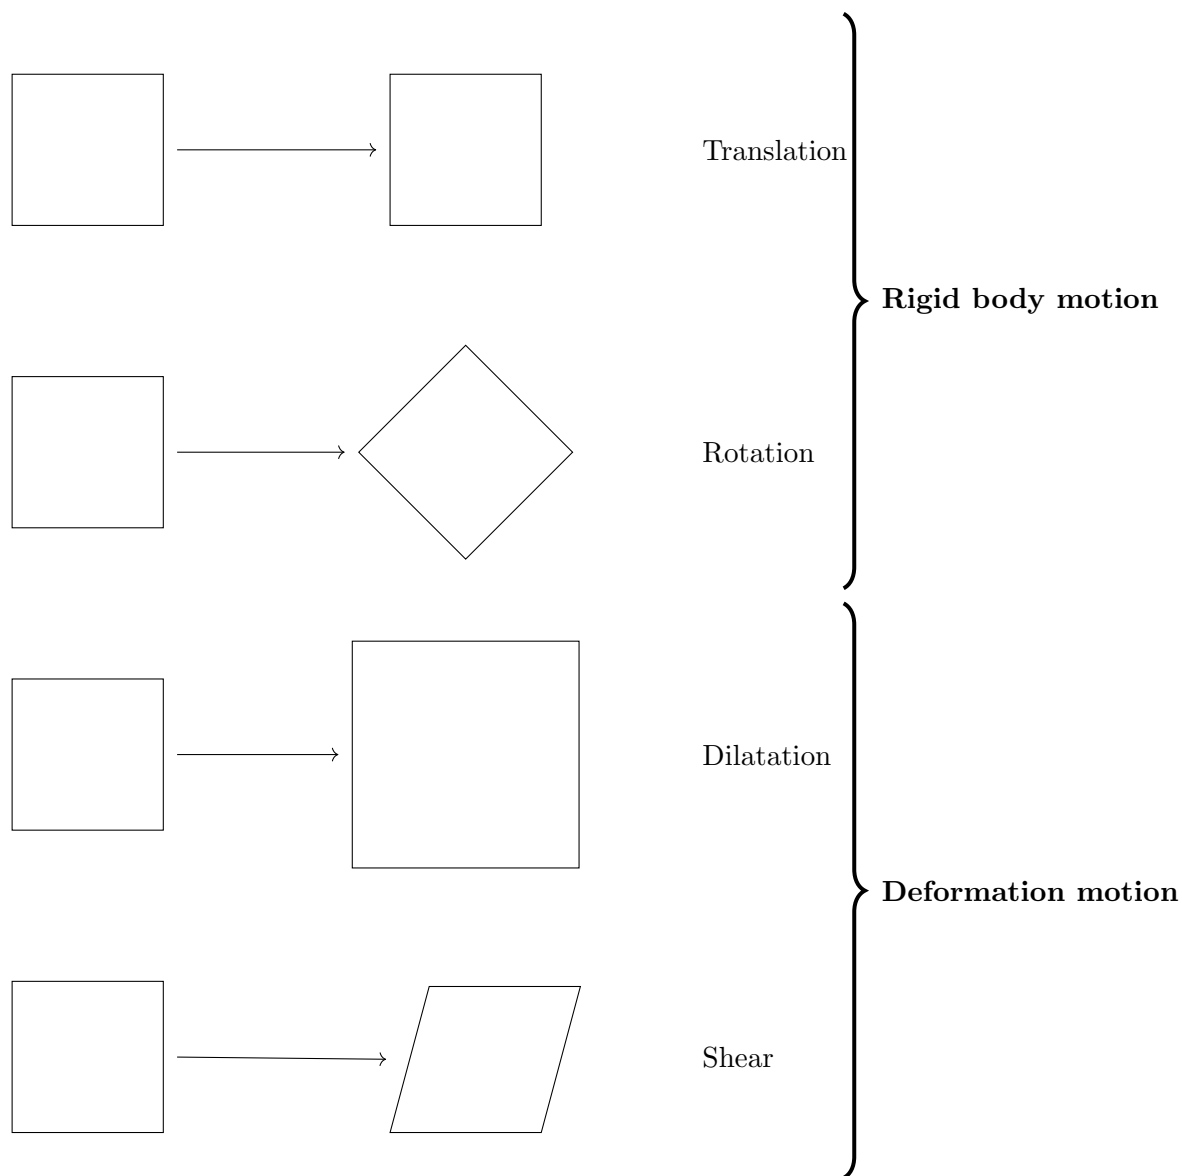 Translation
Rigid body motion
Rotation
Dilatation
Deformation motion
Shear